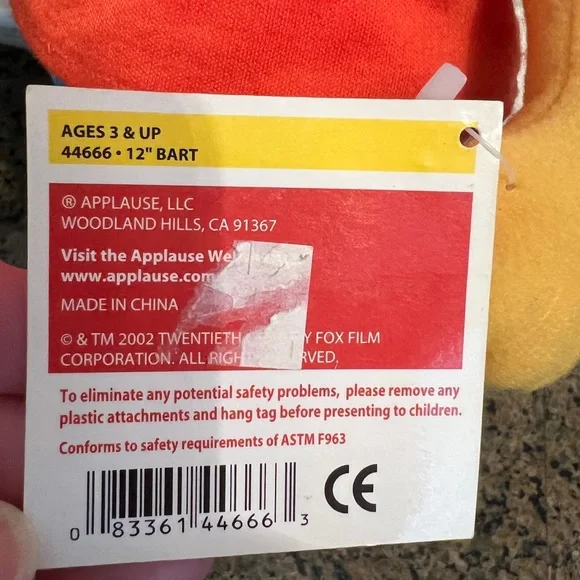 AGES 3 & UP
44666 • 12" BART
® APPLAUSE, LLC
WOODLAND HILLS, CA 91367
Visit the Applause We
www.applause.com
MADE IN CHINA
© & TM 2002 TWENTIETH Y FOX FILM
CORPORATION. ALL RIGH RVED.
To eliminate any potential safety problems, please remove any
plastic attachments and hang tag before presenting to children.
Conforms to safety requirements of ASTM F963
CE
0 83361 44666 3